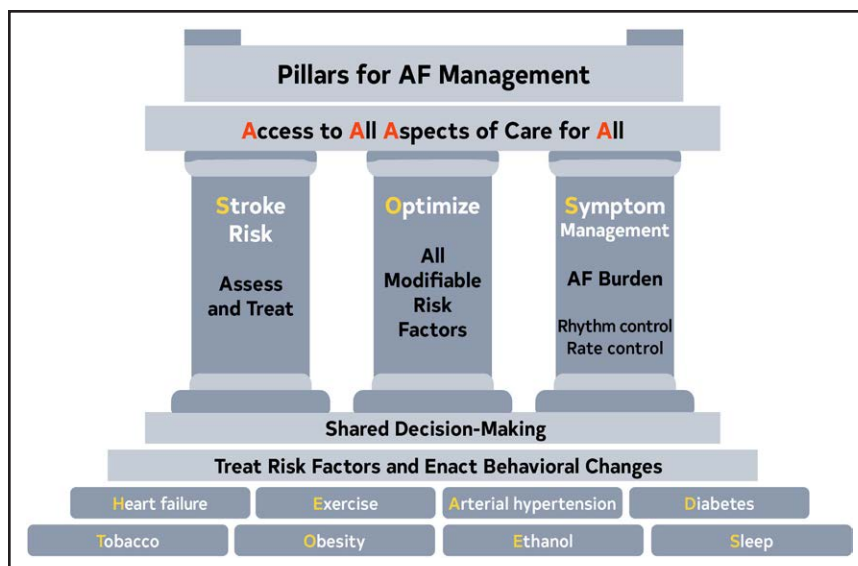 Pillars for AF Management
Access to All Aspects of Care for All
Stroke
Risk
Assess
and Treat
Optimize
All
Modifiable
Risk
Factors
Symptom
Management
AF Burden
Rhythm control
Rate control
Shared Decision-Making
Treat Risk Factors and Enact Behavioral Changes
Heart failure
Exercise
Arterial hypertension
Diabetes
Tobacco
Obesity
Ethanol
Sleep